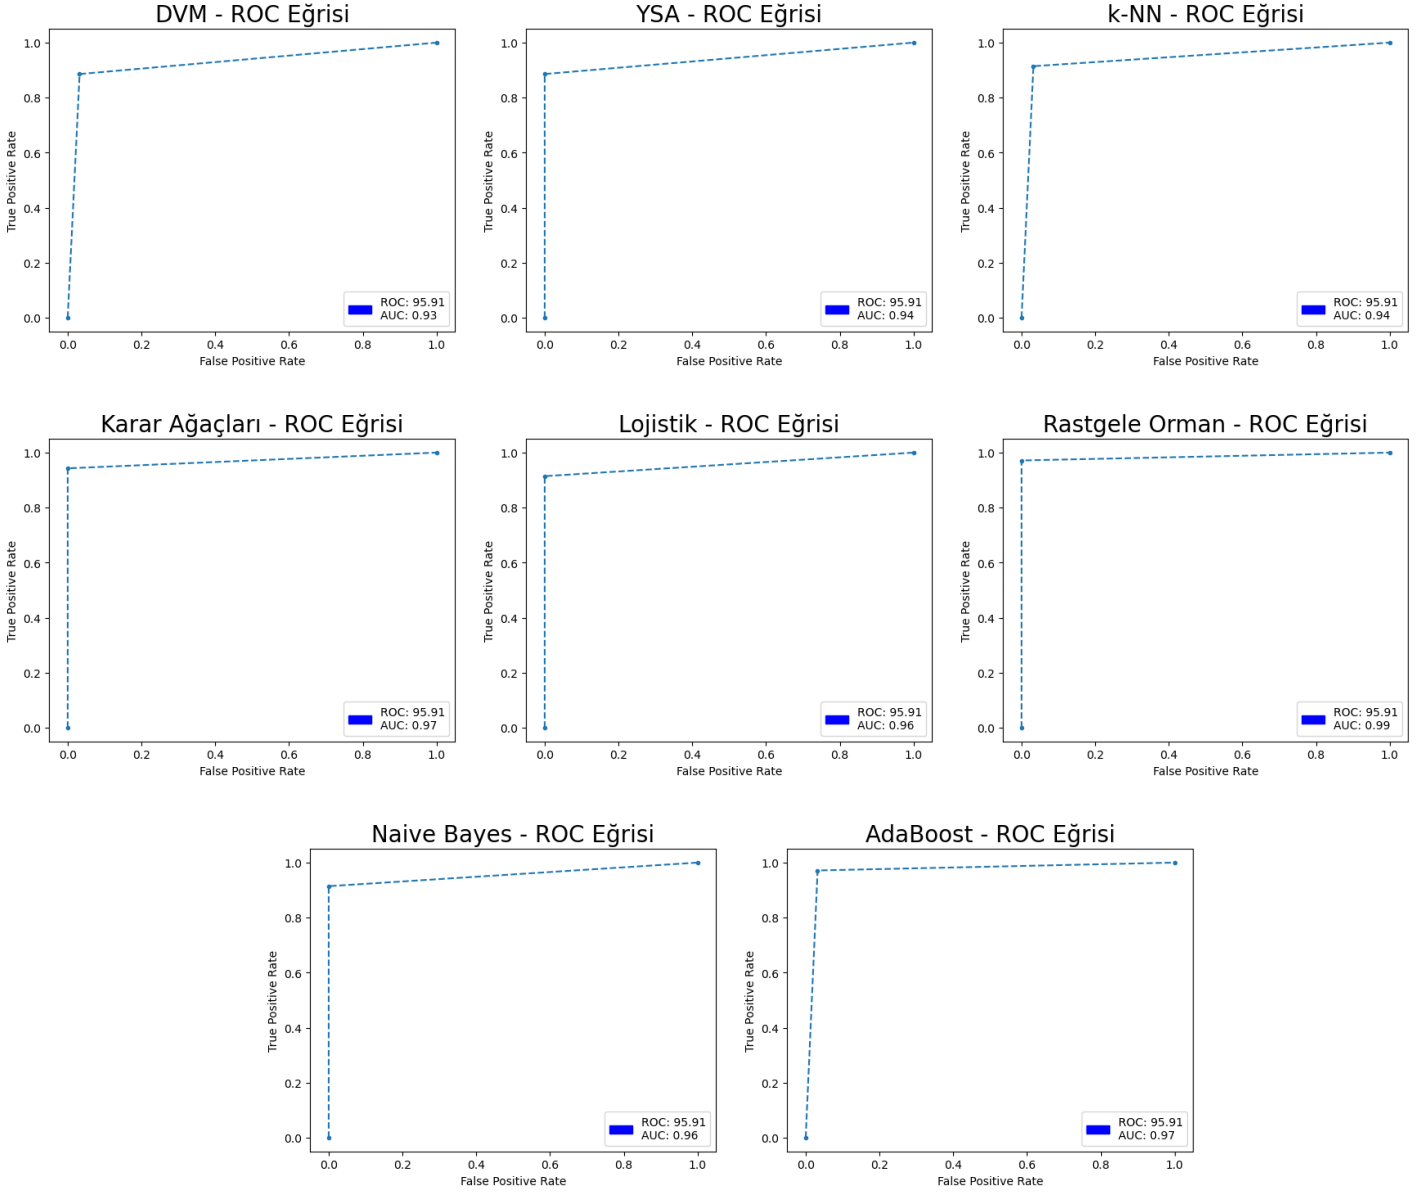 DVM - ROC Eğrisi
1.0
0.8
0.6
0.4
0.2
0.0
True Positive Rate
0.0 0.2 0.4 0.6 0.8 1.0
False Positive Rate
ROC: 95.91
AUC: 0.93
YSA - ROC Eğrisi
1.0
0.8
0.6
0.4
0.2
0.0
True Positive Rate
0.0 0.2 0.4 0.6 0.8 1.0
False Positive Rate
ROC: 95.91
AUC: 0.94
k-NN - ROC Eğrisi
1.0
0.8
0.6
0.4
0.2
0.0
True Positive Rate
0.0 0.2 0.4 0.6 0.8 1.0
False Positive Rate
ROC: 95.91
AUC: 0.94
Karar Ağaçları - ROC Eğrisi
1.0
0.8
0.6
0.4
0.2
0.0
True Positive Rate
0.0 0.2 0.4 0.6 0.8 1.0
False Positive Rate
ROC: 95.91
AUC: 0.97
Lojistik - ROC Eğrisi
1.0
0.8
0.6
0.4
0.2
0.0
True Positive Rate
0.0 0.2 0.4 0.6 0.8 1.0
False Positive Rate
ROC: 95.91
AUC: 0.96
Rastgele Orman - ROC Eğrisi
1.0
0.8
0.6
0.4
0.2
0.0
True Positive Rate
0.0 0.2 0.4 0.6 0.8 1.0
False Positive Rate
ROC: 95.91
AUC: 0.99
Naive Bayes - ROC Eğrisi
1.0
0.8
0.6
0.4
0.2
0.0
True Positive Rate
0.0 0.2 0.4 0.6 0.8 1.0
False Positive Rate
ROC: 95.91
AUC: 0.96
AdaBoost - ROC Eğrisi
1.0
0.8
0.6
0.4
0.2
0.0
True Positive Rate
0.0 0.2 0.4 0.6 0.8 1.0
False Positive Rate
ROC: 95.91
AUC: 0.97